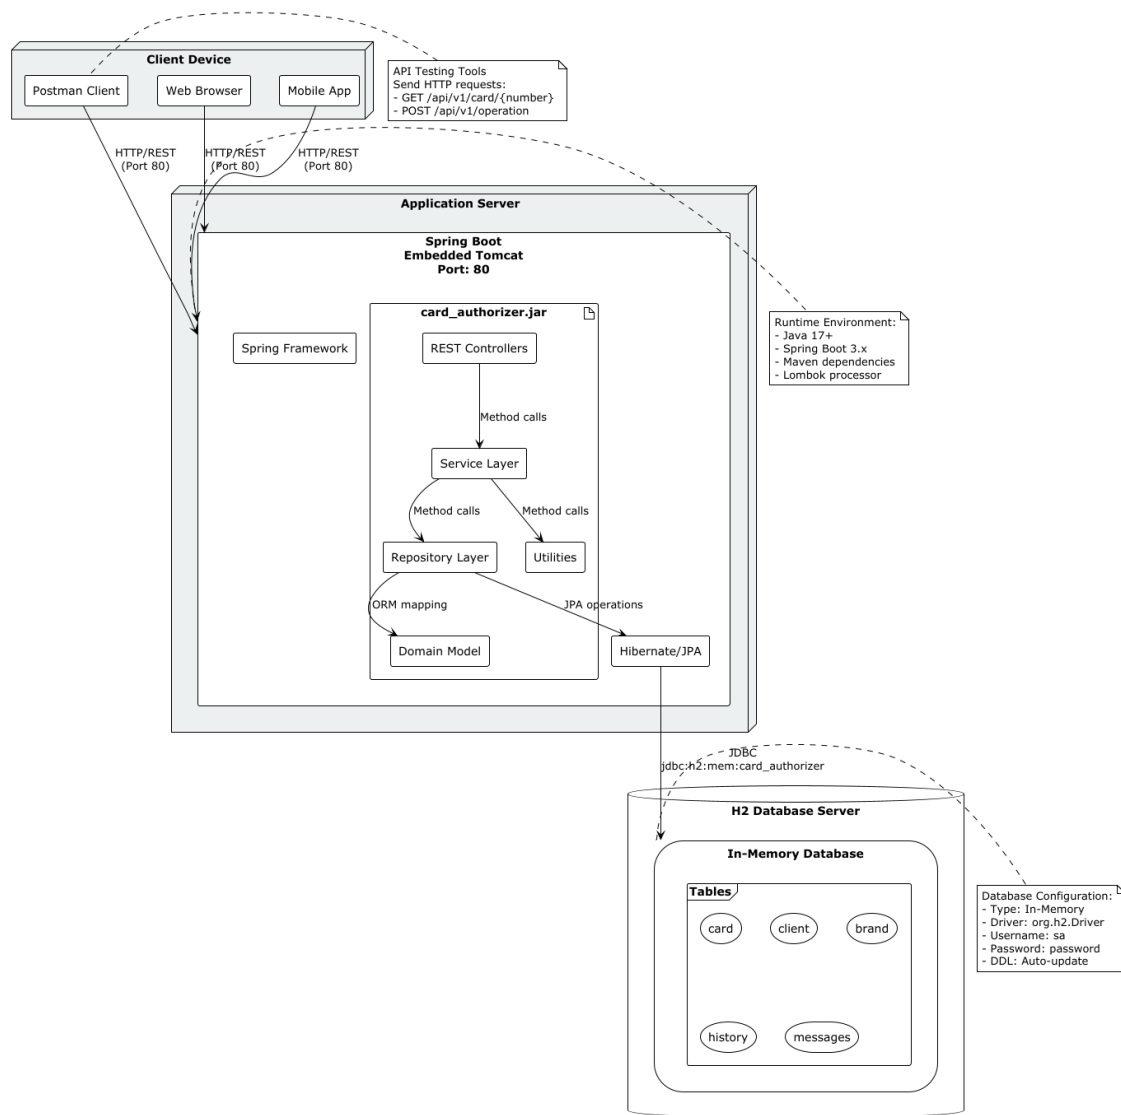 Client Device
Postman Client
Web Browser
Mobile App
API Testing Tools
Send HTTP requests:
- GET /api/v1/card/{number}
- POST /api/v1/operation
HTTP/REST
(Port 80)
HTTP/REST
(Port 80)
HTTP/REST
(Port 80)
Application Server
Spring Boot
Embedded Tomcat
Port: 80
card_authorizer.jar
Spring Framework
REST Controllers
Runtime Environment:
- Java 17+
- Spring Boot 3.x
- Maven dependencies
- Lombok processor
Method calls
Service Layer
Method calls
Method calls
Repository Layer
Utilities
ORM mapping
JPA operations
Domain Model
Hibernate/JPA
JDBC
jdbc:h2:mem:card_authorizer
H2 Database Server
In-Memory Database
Tables
card
client
brand
history
messages
Database Configuration:
- Type: In-Memory
- Driver: org.h2.Driver
- Username: sa
- Password: password
- DDL: Auto-update